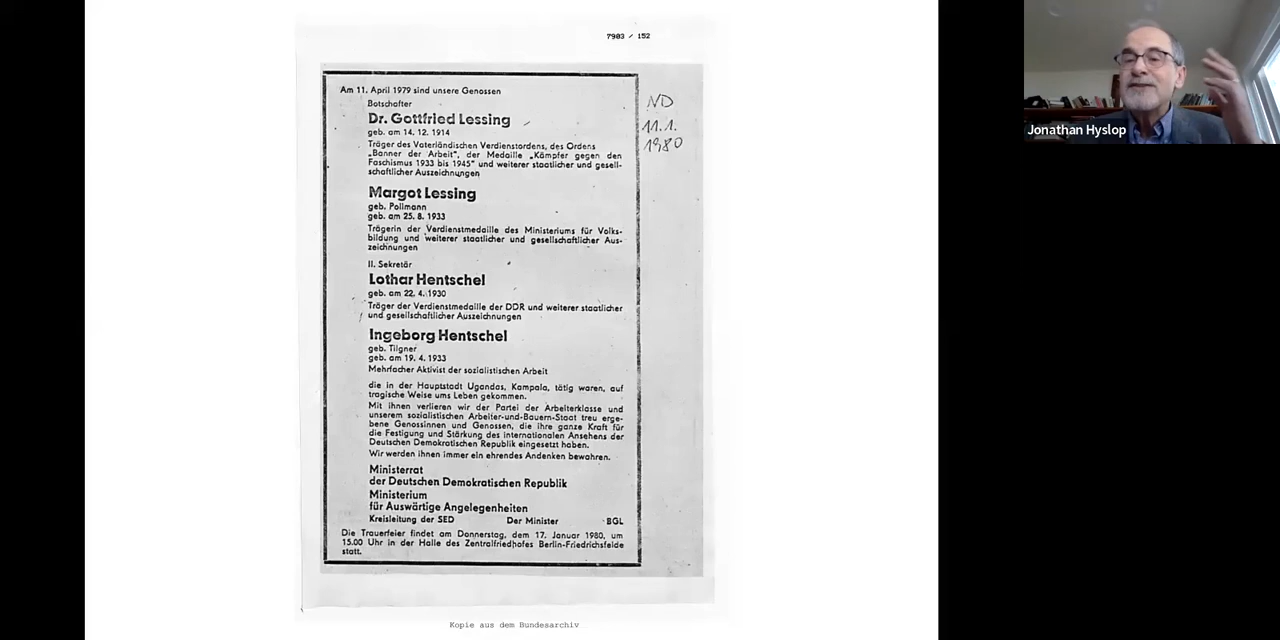 7903 / 152
Am 11. April 1979 sind unsere Genossen
Botschafter
Dr. Gottfried Lessing
geb. am 14. 12. 1914
Träger des Vaterländischen Verdienstordens, des Ordens
„Banner der Arbeit", der Medaille „Kämpfer gegen den
Faschismus 1933 bis 1945" und weiterer staatlicher und gesell-
schaftlicher Auszeichnungen
Margot Lessing
geb. Pollmann
geb. am 25. 8. 1933
Trägerin der Verdienstmedaille des Ministeriums für Volks-
bildung und weiterer staatlicher und gesellschaftlicher Aus-
zeichnungen
II. Sekretär
Lothar Hentschel
geb. am 22. 4. 1930
Träger der Verdienstmedaille der DDR und weiterer staatlicher
und gesellschaftlicher Auszeichnungen
Ingeborg Hentschel
geb. Tilgner
geb. am 19. 4. 1933
Mehrfacher Aktivist der sozialistischen Arbeit
die in der Hauptstadt Ugandas, Kampala, tätig waren, auf
tragische Weise ums Leben gekommen.
Mit ihnen verlieren wir der Partei der Arbeiterklasse und
unserem sozialistischen Arbeiter-und-Bauern-Staat treu erge-
bene Genossinnen und Genossen, die ihre ganze Kraft für
die Festigung und Stärkung des internationalen Ansehens der
Deutschen Demokratischen Republik eingesetzt haben.
Wir werden ihnen immer ein ehrendes Andenken bewahren.
Ministerrat
der Deutschen Demokratischen Republik
Ministerium
für Auswärtige Angelegenheiten
Kreisleitung der SED Der Minister BGL
Die Trauerfeier findet am Donnerstag, dem 17. Januar 1980, um
15.00 Uhr in der Halle des Zentralfriedhofes Berlin-Friedrichsfelde
statt.
ND
11.1.
1980
Kopie aus dem Bundesarchiv
Jonathan Hyslop